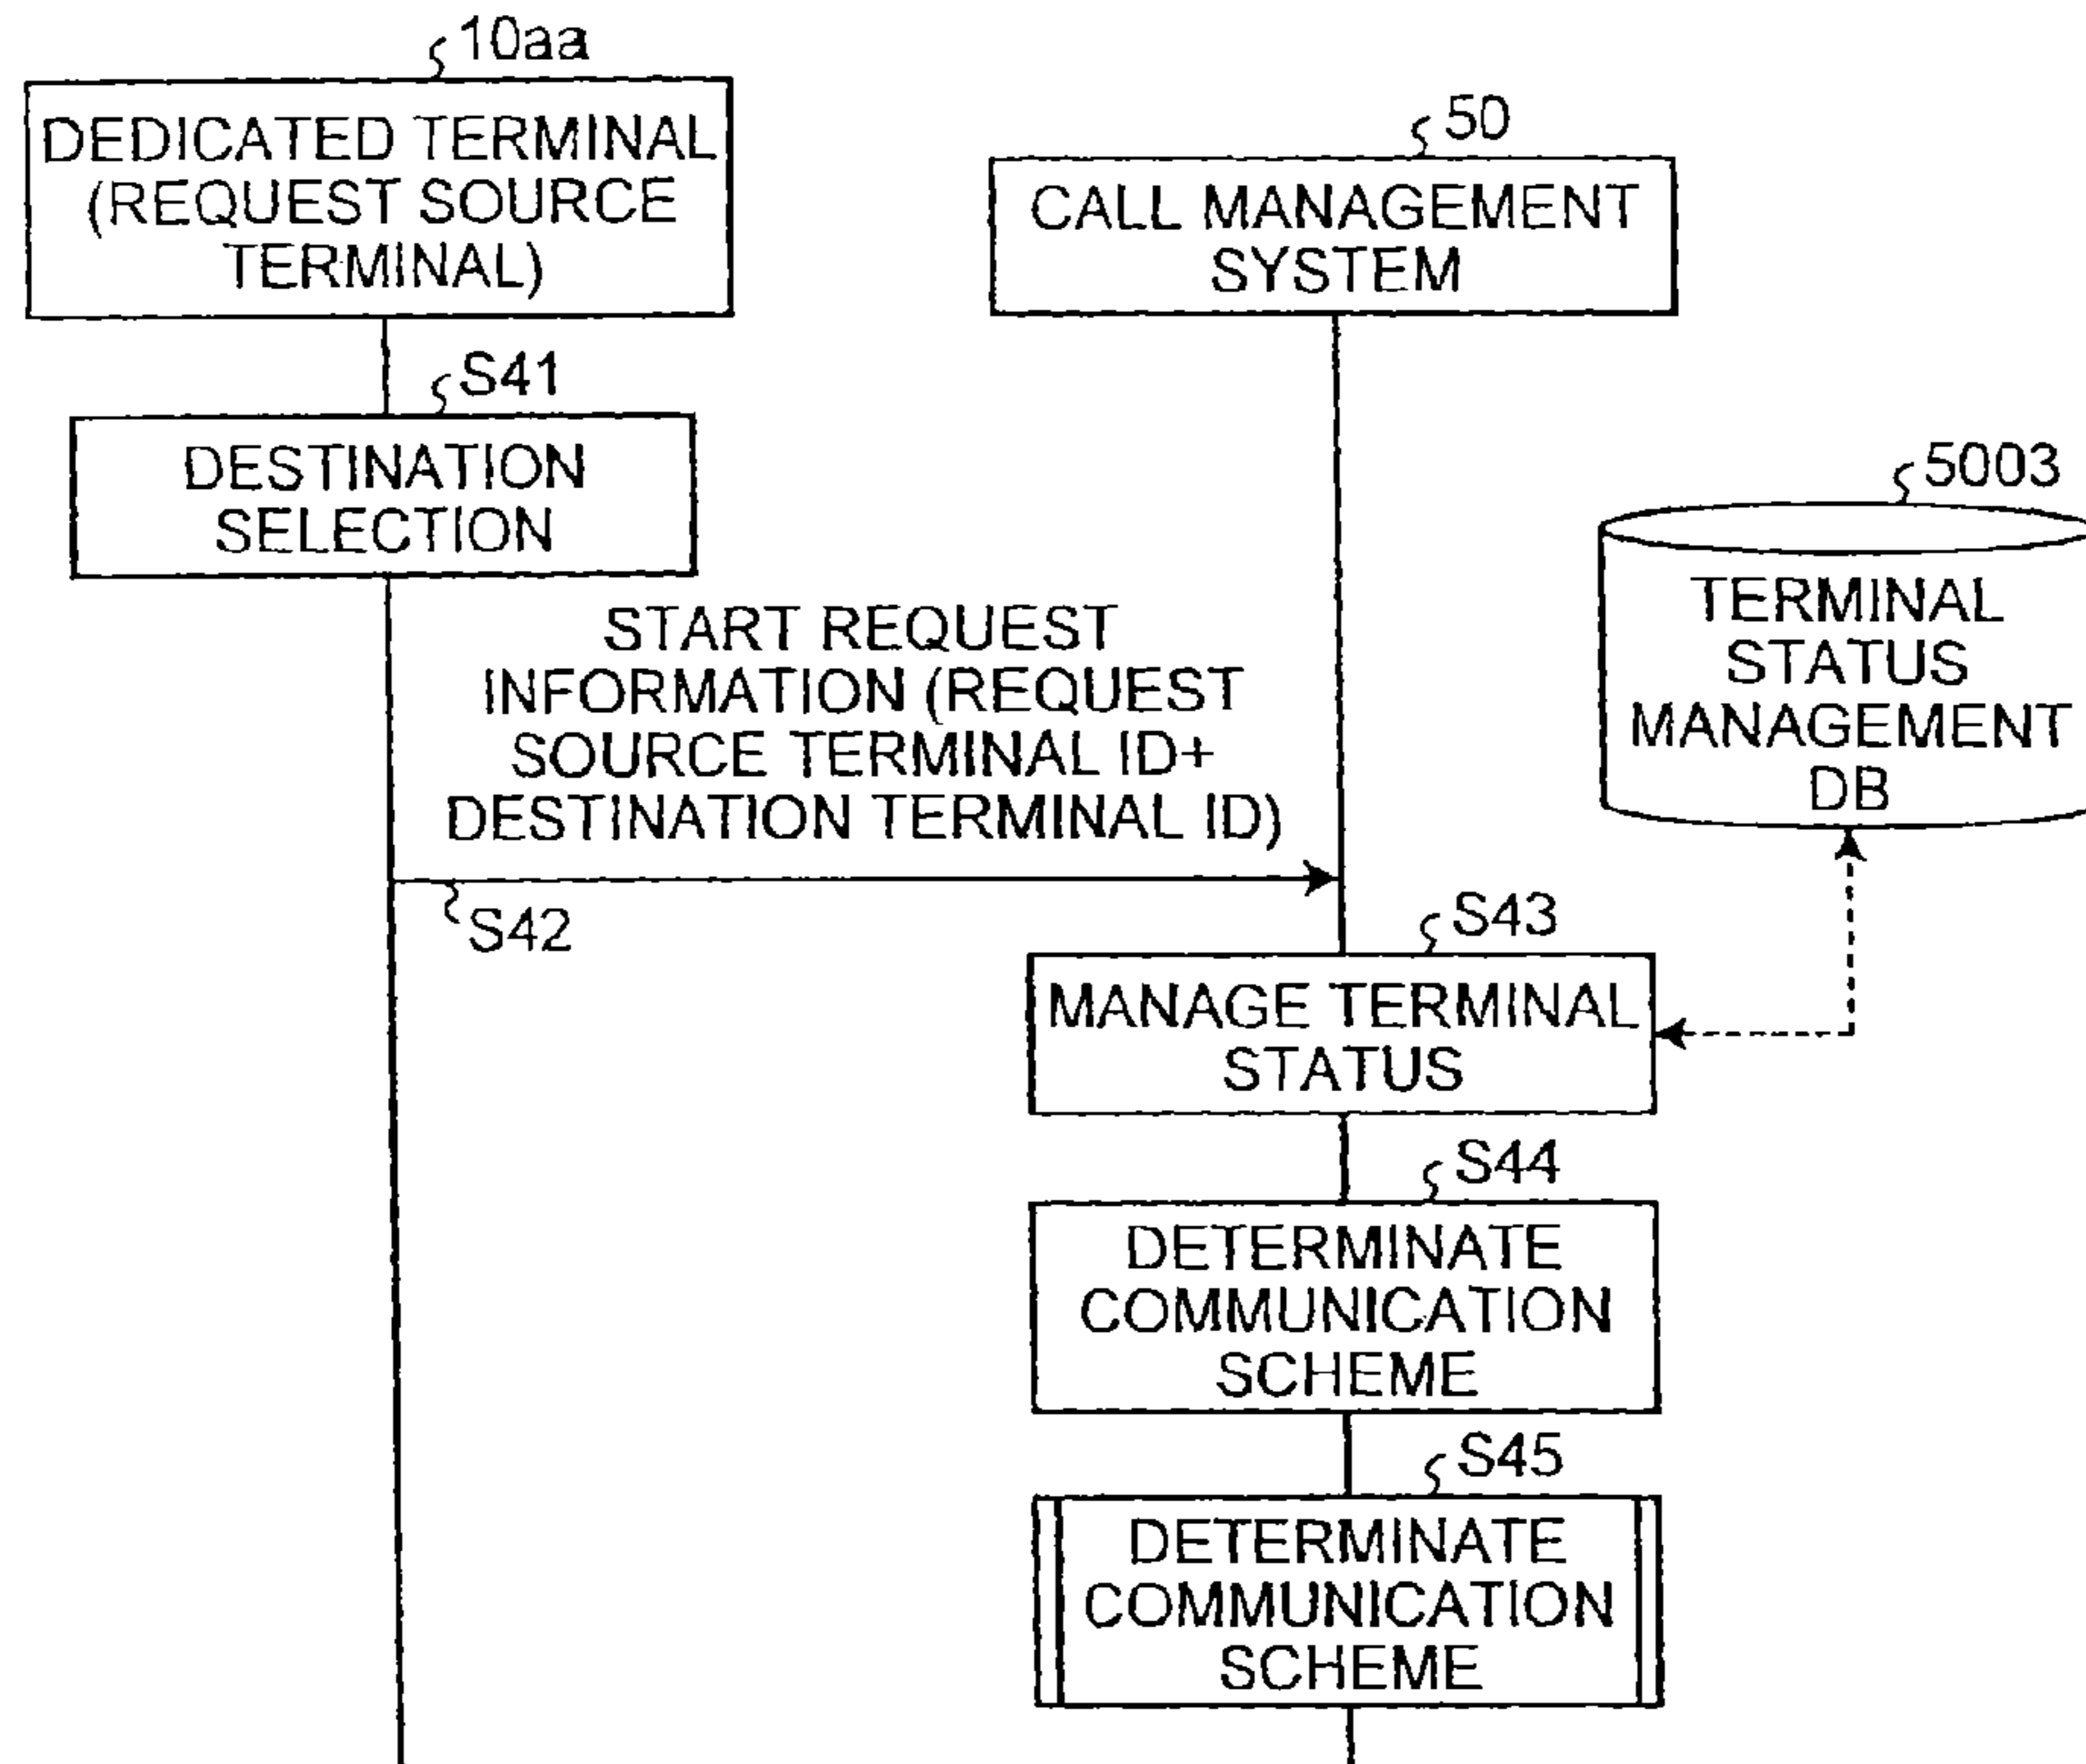 10aa
DEDICATED TERMINAL
(REQUEST SOURCE
TERMINAL)
50
CALL MANAGEMENT
SYSTEM
S41
DESTINATION
SELECTION
5003
TERMINAL
STATUS
MANAGEMENT
DB
START REQUEST
INFORMATION (REQUEST
SOURCE TERMINAL ID+
DESTINATION TERMINAL ID)
S42
S43
MANAGE TERMINAL
STATUS
S44
DETERMINATE
COMMUNICATION
SCHEME
S45
DETERMINATE
COMMUNICATION
SCHEME